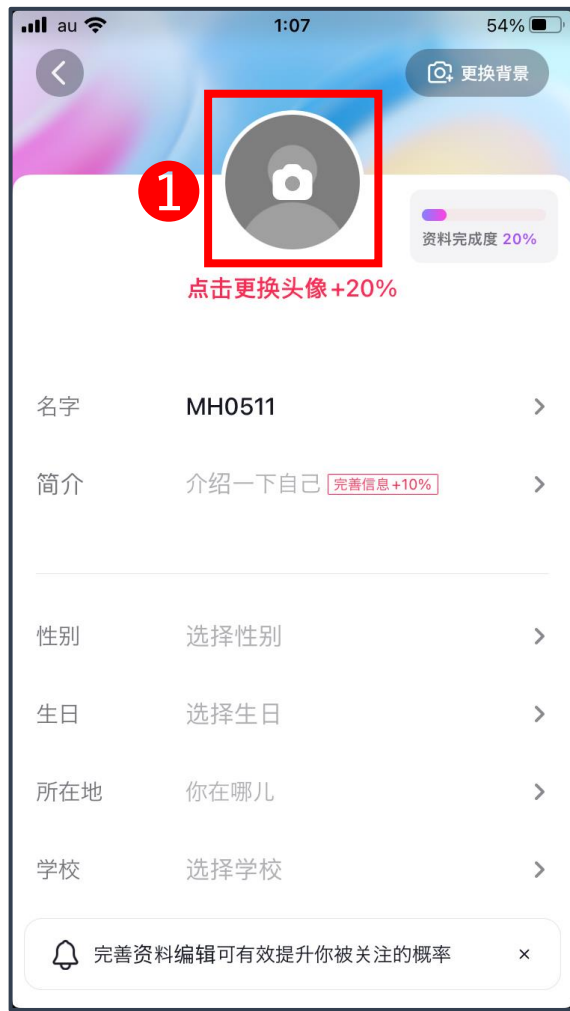 au 1:07 54%
更换背景
1
资料完成度 20%
点击更换头像+20%
名字 MH0511
简介 介绍一下自己 完善信息+10%
性别 选择性别
生日 选择生日
所在地 你在哪儿
学校 选择学校
完善资料编辑可有效提升你被关注的概率 ×